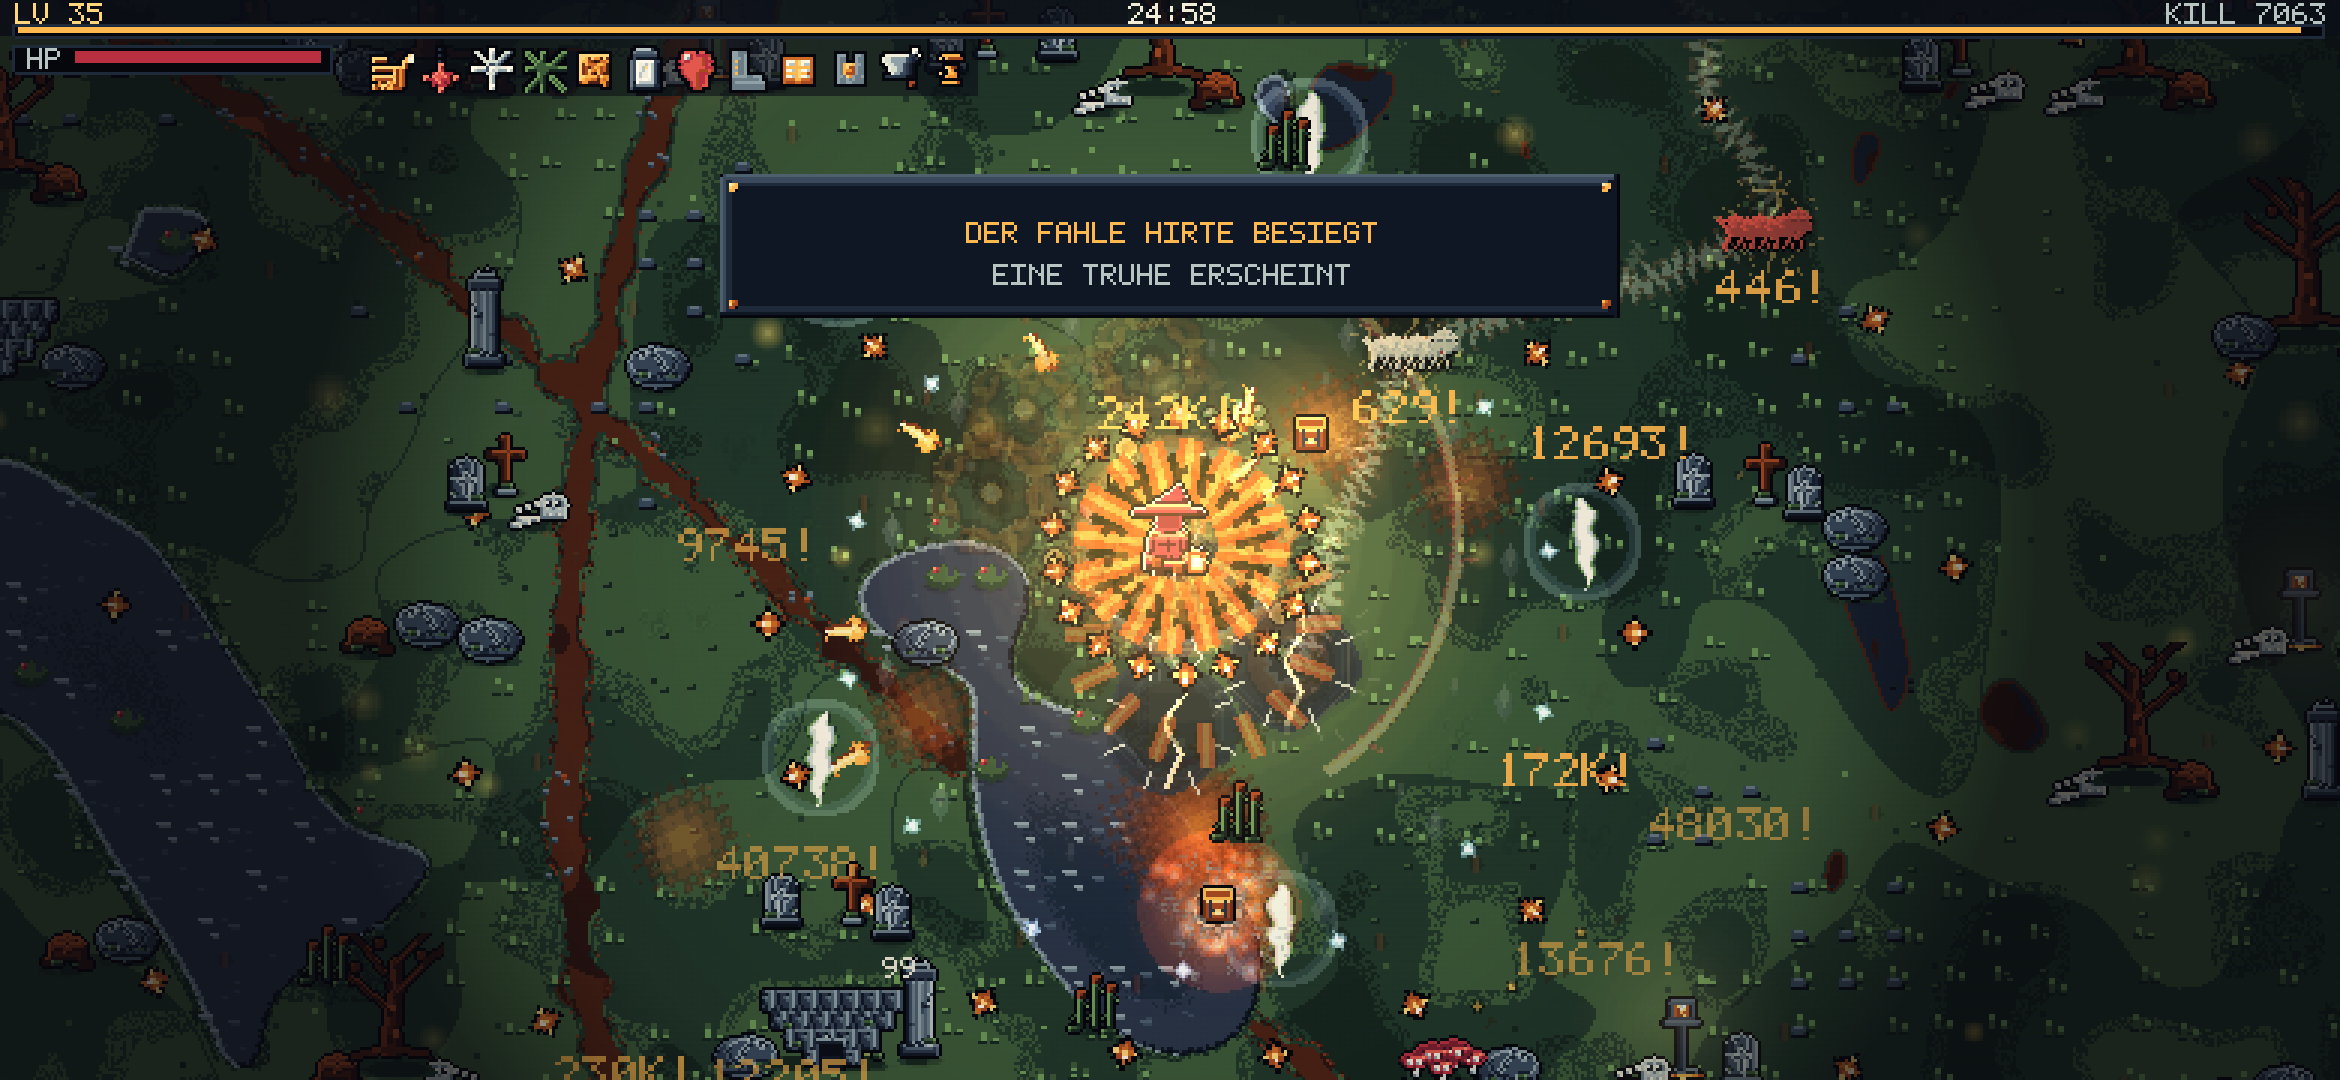 LV 35
24:58
KILL 7063
HP
DER FAHLE HIRTE BESIEGT
EINE TRUHE ERSCHEINT
446!
629!
12693!
9745!
172K!
48030!
40738!
13676!
99
230K!